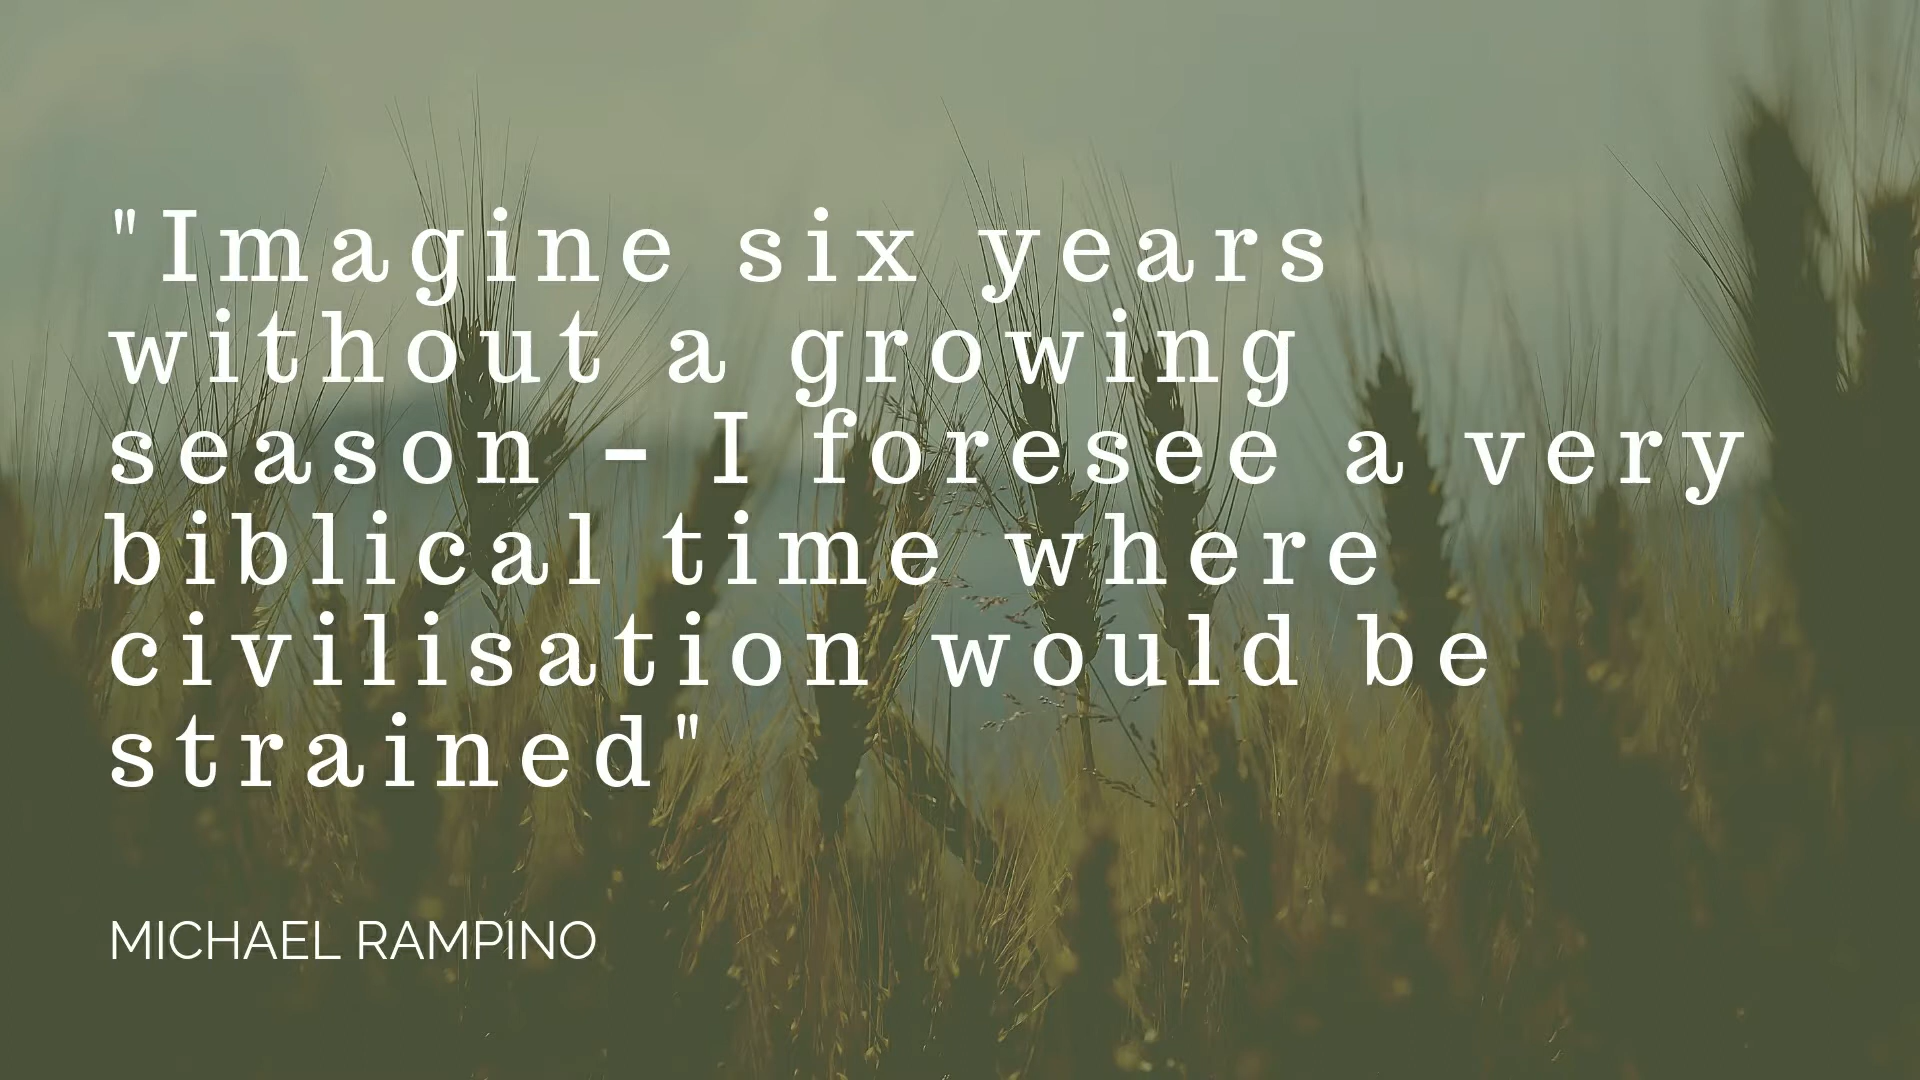 "Imagine six years
without a growing
season - I foresee a very
biblical time where
civilisation would be
strained"
MICHAEL RAMPINO